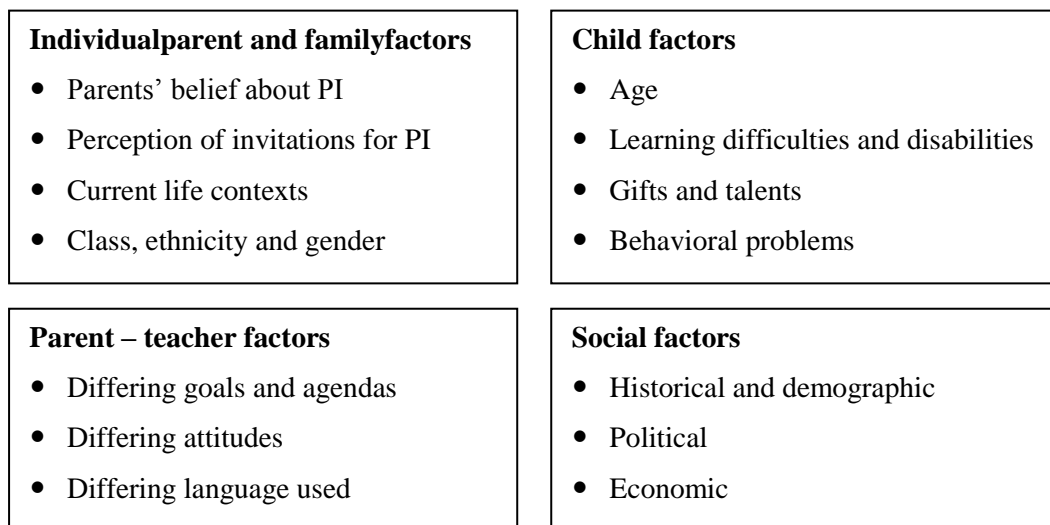 Individualparent and familyfactors
• Parents’ belief about PI
• Perception of invitations for PI
• Current life contexts
• Class, ethnicity and gender
Child factors
• Age
• Learning difficulties and disabilities
• Gifts and talents
• Behavioral problems
Parent – teacher factors
• Differing goals and agendas
• Differing attitudes
• Differing language used
Social factors
• Historical and demographic
• Political
• Economic